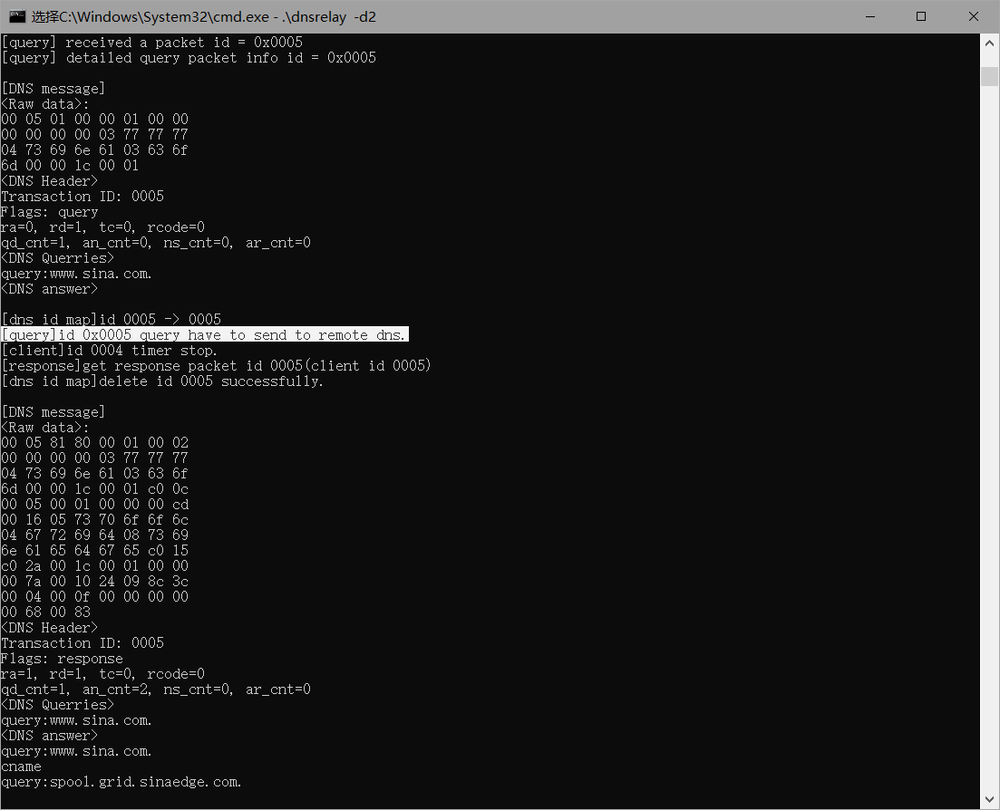 选择C:\Windows\System32\cmd.exe - .\dnsrelay -d2
[query] received a packet id = 0x0005
[query] detailed query packet info id = 0x0005
[DNS message]
<Raw data>:
00 05 01 00 00 01 00 00
00 00 00 00 03 77 77 77
04 73 69 6e 61 03 63 6f
6d 00 00 1c 00 01
<DNS Header>
Transaction ID: 0005
Flags: query
ra=0, rd=1, tc=0, rcode=0
qd_cnt=1, an_cnt=0, ns_cnt=0, ar_cnt=0
<DNS Querries>
query:www.sina.com.
<DNS answer>
[dns id map]id 0005 -> 0005
[query]id 0x0005 query have to send to remote dns.
[client]id 0004 timer stop.
[response]get response packet id 0005(client id 0005)
[dns id map]delete id 0005 successfully.
[DNS message]
<Raw data>:
00 05 81 80 00 01 00 02
00 00 00 00 03 77 77 77
04 73 69 6e 61 03 63 6f
6d 00 00 1c 00 01 c0 0c
00 05 00 01 00 00 00 cd
00 16 05 73 70 6f 6f 6c
04 67 72 69 64 08 73 69
6e 61 65 64 67 65 c0 15
c0 2a 00 1c 00 01 00 00
00 7a 00 10 24 09 8c 3c
00 04 00 0f 00 00 00 00
00 68 00 83
<DNS Header>
Transaction ID: 0005
Flags: response
ra=1, rd=1, tc=0, rcode=0
qd_cnt=1, an_cnt=2, ns_cnt=0, ar_cnt=0
<DNS Querries>
query:www.sina.com.
<DNS answer>
query:www.sina.com.
cname
query:spool.grid.sinaedge.com.